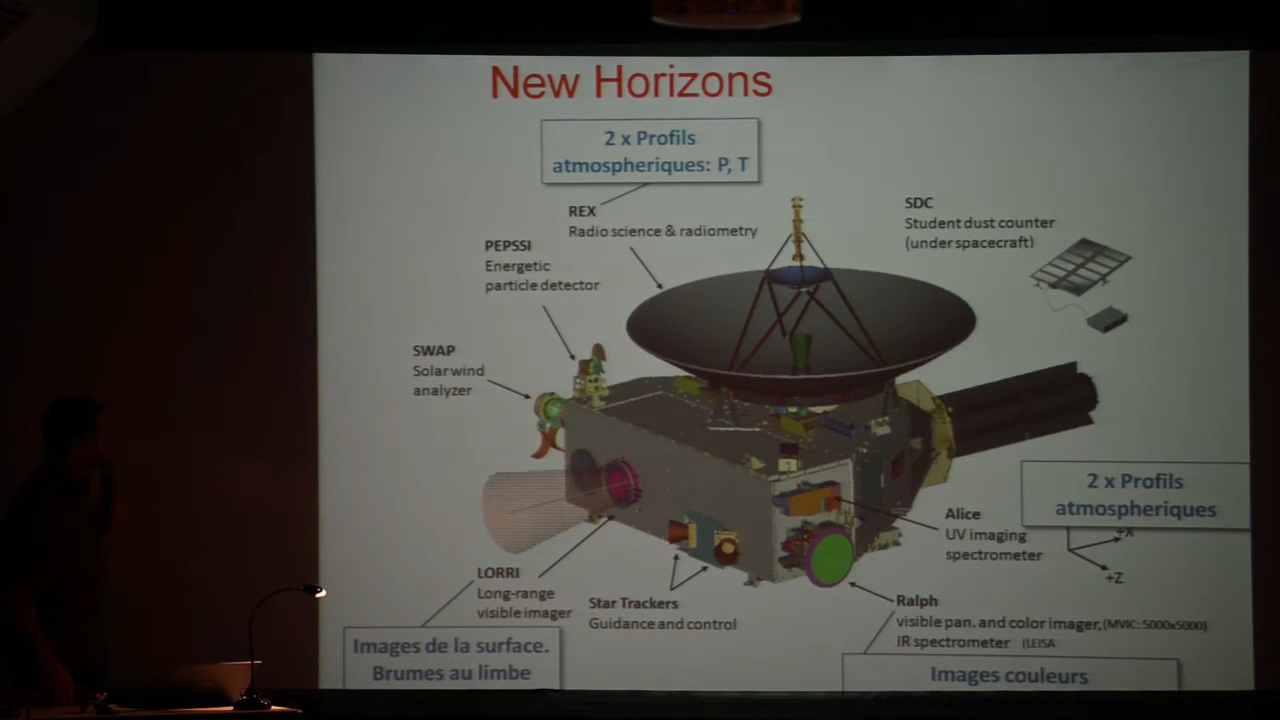 New Horizons
2 x Profils
atmospheriques: P, T
REX
Radio science & radiometry
SDC
Student dust counter
(under spacecraft)
PEPSSI
Energetic
particle detector
SWAP
Solar wind
analyzer
2 x Profils
atmospheriques
Alice
UV imaging
spectrometer
+X
+Z
LORRI
Long-range
visible imager
Star Trackers
Guidance and control
Ralph
visible pan. and color imager, (MVIC: 5000x5000)
IR spectrometer (LEISA
Images de la surface.
Brumes au limbe
Images couleurs